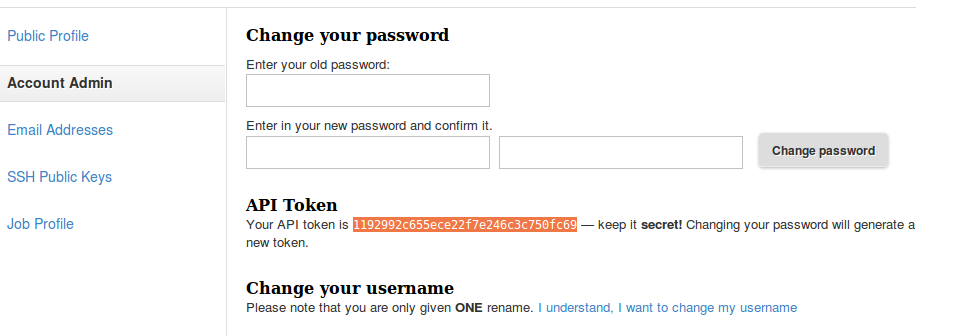 Public Profile
Account Admin
Email Addresses
SSH Public Keys
Job Profile
Change your password
Enter your old password:
Enter in your new password and confirm it.
Change password
API Token
Your API token is 1192992c655ece22f7e246c3c750fc69 — keep it secret! Changing your password will generate a
new token.
Change your username
Please note that you are only given ONE rename. I understand, I want to change my username